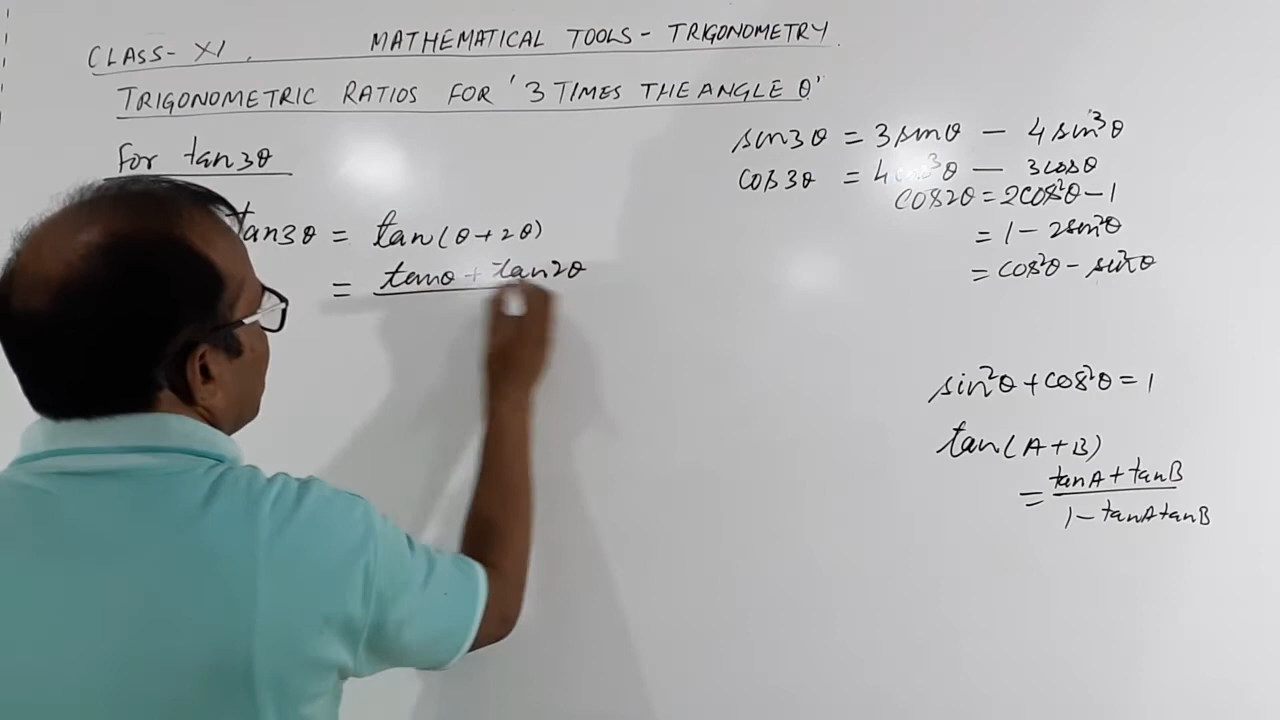 CLASS- XI, MATHEMATICAL TOOLS - TRIGONOMETRY
TRIGONOMETRIC RATIOS FOR '3 TIMES THE ANGLE θ'
For tan3θ
tan3θ = tan(θ+2θ)
= tanθ + tan2θ
sin3θ = 3sinθ - 4sin³θ
cos3θ = 4cos³θ - 3cosθ
cos2θ = 2cos²θ - 1
= 1 - 2sin²θ
= cos²θ - sin²θ
sin²θ + cos²θ = 1
tan(A+B)
= tanA + tanB
1 - tanAtanB